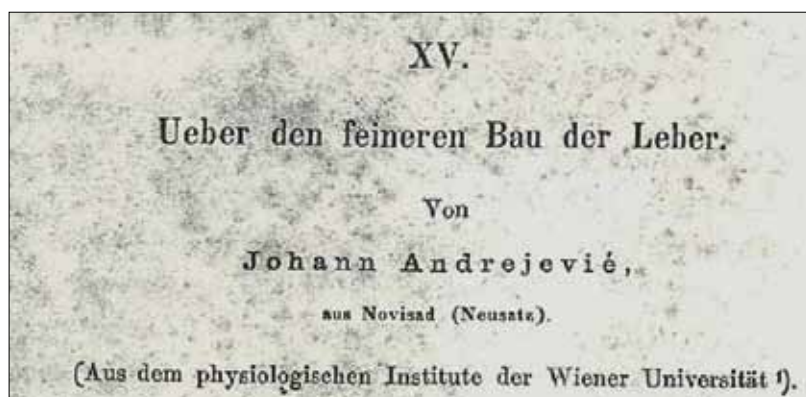 XV.
Ueber den feineren Bau der Leber.
Von
Johann Andrejević,
aus Novisad (Neusatz).
(Aus dem physiologischen Institute der Wiener Universität ¹).